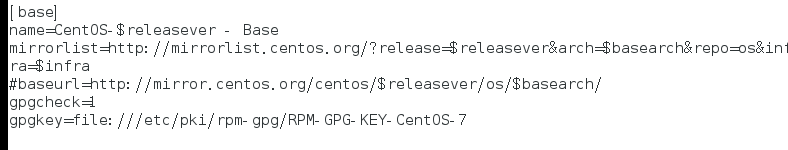 [base]
name=CentOS-$releasever - Base
mirrorlist=http://mirrorlist.centos.org/?release=$releasever&arch=$basearch&repo=os&inf
ra=$infra
#baseurl=http://mirror.centos.org/centos/$releasever/os/$basearch/
gpgcheck=1
gpgkey=file:///etc/pki/rpm-gpg/RPM-GPG-KEY-CentOS-7